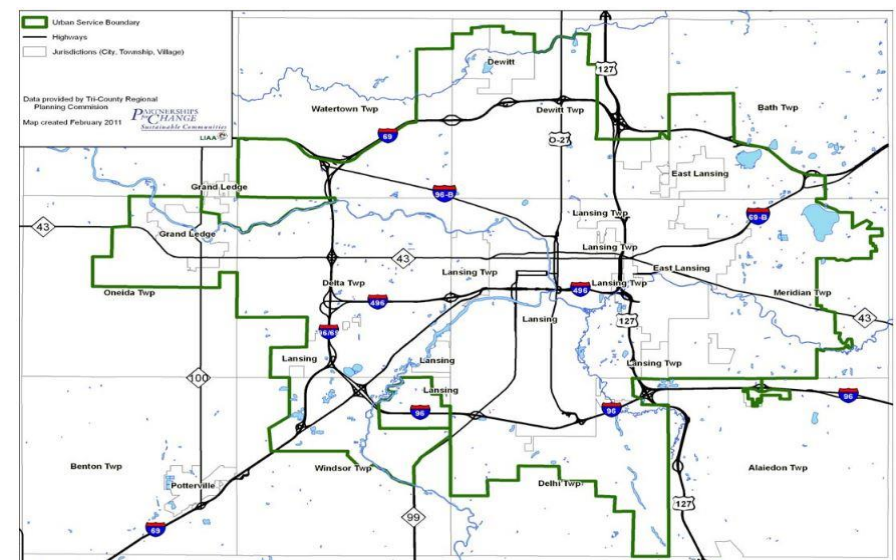 Urban Service Boundary
Highways
Jurisdictions (City, Township, Village)
Data provided by Tri-County Regional
Planning Commision
Map created February 2011
PARTNERSHIPS
for CHANGE
Sustainable Communities
LIAA
127
Dewitt
Watertown Twp
Dewitt Twp
Bath Twp
69
O-27
East Lansing
Grand Ledge
96-B
69-B
Lansing Twp
43
Grand Ledge
Lansing Twp
43
East Lansing
Lansing Twp
Oneida Twp
Delta Twp
Lansing Twp
496
Meridian Twp
496
Lansing
127
43
Lansing
Lansing
Lansing Twp
100
Lansing
96
96
96
Benton Twp
Windsor Twp
Alaiedon Twp
Potterville
Delhi Twp
127
99
69